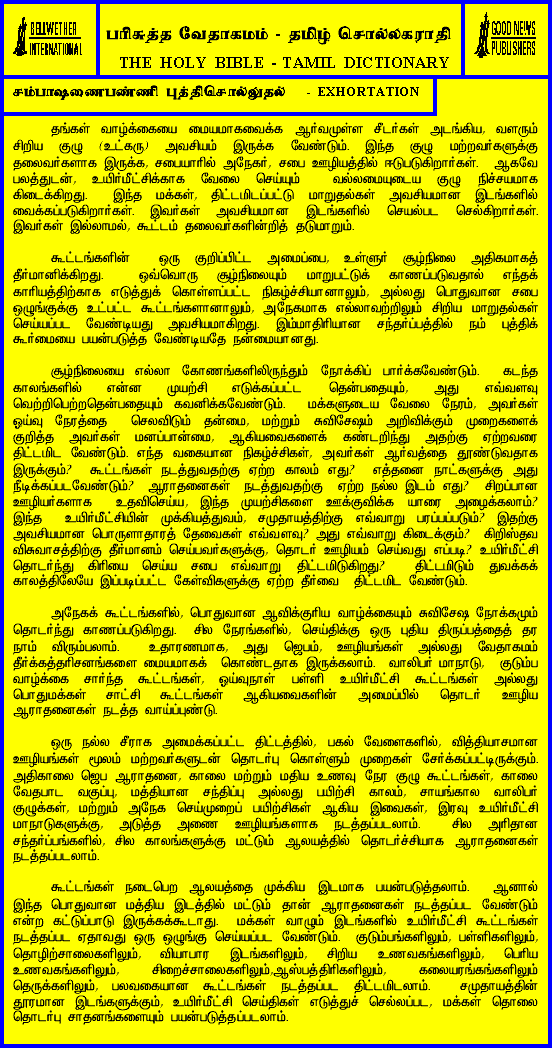 BELLWETHER
INTERNATIONAL
பரிசுத்த வேதாகமம் - தமிழ் சொல்லகராதி
THE HOLY BIBLE - TAMIL DICTIONARY
GOOD NEWS
PUBLISHERS
சம்பாஷணைபண்ணி புத்திசொல்லுதல் - EXHORTATION
தங்கள் வாழ்க்கையை மையமாகவைக்க ஆர்வமுள்ள சீடர்கள் அடங்கிய, வளரும்
சிறிய குழு (உட்கரு) அவசியம் இருக்க வேண்டும். இந்த குழு மற்றவர்களுக்கு
தலைவர்களாக இருக்க, சபையாரில் அநேகர், சபை ஊழியத்தில் ஈடுபடுகிறார்கள். ஆகவே
பலத்துடன், உயிர்மீட்சிக்காக வேலை செய்யும் வல்லமையுடைய குழு நிச்சயமாக
கிடைக்கிறது. இந்த மக்கள், திட்டமிடப்பட்டு மாறுதல்கள் அவசியமான இடங்களில்
வைக்கப்படுகிறார்கள். இவர்கள் அவசியமான இடங்களில் செயல்பட செல்கிறார்கள்.
இவர்கள் இல்லாமல், கூட்டம் தலைவர்களின்றித் தடுமாறும்.
கூட்டங்களின் ஒரு குறிப்பிட்ட அமைப்பை, உள்ளுர் சூழ்நிலை அதிகமாகத்
தீர்மானிக்கிறது. ஒவ்வொரு சூழ்நிலையும் மாறுபட்டுக் காணப்படுவதால் எந்தக்
காரியத்திற்காக எடுத்துக் கொள்ளப்பட்ட நிகழ்ச்சியானாலும், அல்லது பொதுவான சபை
ஒழுங்குக்கு உட்பட்ட கூட்டங்களானாலும், அநேகமாக எல்லாவற்றிலும் சிறிய மாறுதல்கள்
செய்யப்பட வேண்டியது அவசியமாகிறது. இம்மாதிரியான சந்தர்ப்பத்தில் நம் புத்திக்
கூர்மையை பயன்படுத்த வேண்டியதே நன்மையானது.
சூழ்நிலையை எல்லா கோணங்களிலிருந்தும் நோக்கிப் பார்க்கவேண்டும். கடந்த
காலங்களில் என்ன முயற்சி எடுக்கப்பட்ட தென்பதையும், அது எவ்வளவு
வெற்றிபெற்றதென்பதையும் கவனிக்கவேண்டும். மக்களுடைய வேலை நேரம், அவர்கள்
ஓய்வு நேரத்தை செலவிடும் தன்மை, மற்றும் சுவிசேஷம் அறிவிக்கும் முறைகளைக்
குறித்த அவர்கள் மனப்பான்மை, ஆகியவைகளைக் கண்டறிந்து அதற்கு ஏற்றவரை
திட்டமிட வேண்டும். எந்த வகையான நிகழ்ச்சிகள், அவர்கள் ஆர்வத்தை தூண்டுவதாக
இருக்கும்? கூட்டங்கள் நடத்துவதற்கு ஏற்ற காலம் எது? எத்தனை நாட்களுக்கு அது
நீடிக்கப்படவேண்டும்? ஆராதனைகள் நடத்துவதற்கு ஏற்ற நல்ல இடம் எது? சிறப்பான
ஊழியர்களாக உதவிசெய்ய, இந்த முயற்சிகளை ஊக்குவிக்க யாரை அழைக்கலாம்?
இந்த உயிர்மீட்சியின் முக்கியத்துவம், சமுதாயத்திற்கு எவ்வாறு பரப்பப்படும்? இதற்கு
அவசியமான பொருளாதாரத் தேவைகள் எவ்வளவு? அது எவ்வாறு கிடைக்கும்? கிறிஸ்தவ
விசுவாசத்திற்கு தீர்மானம் செய்பவர்களுக்கு, தொடர் ஊழியம் செய்வது எப்படி? உயிர்மீட்சி
தொடர்ந்து கிரியை செய்ய சபை எவ்வாறு திட்டமிடுகிறது? திட்டமிடும் துவக்கக்
காலத்திலேயே இப்படிப்பட்ட கேள்விகளுக்கு ஏற்ற தீர்வை திட்டமிட வேண்டும்.
அநேகக் கூட்டங்களில், பொதுவான ஆவிக்குரிய வாழ்க்கையும் சுவிசேஷ நோக்கமும்
தொடர்ந்து காணப்படுகிறது. சில நேரங்களில், செய்திக்கு ஒரு புதிய திருப்பத்தைத் தர
நாம் விரும்பலாம். உதாரணமாக, அது ஜெபம், ஊழியங்கள் அல்லது வேதாகமம்
தீர்க்கத்தரிசனங்களை மையமாகக் கொண்டதாக இருக்கலாம். வாலிபர் மாநாடு, குடும்ப
வாழ்க்கை சார்ந்த கூட்டங்கள், ஓய்வுநாள் பள்ளி உயிர்மீட்சி கூட்டங்கள் அல்லது
பொதுமக்கள் சாட்சி கூட்டங்கள் ஆகியவைகளின் அமைப்பில் தொடர் ஊழிய
ஆராதனைகள் நடத்த வாய்ப்புண்டு.
ஒரு நல்ல சீராக அமைக்கப்பட்ட திட்டத்தில், பகல் வேளைகளில், வித்தியாசமான
ஊழியங்கள் மூலம் மற்றவர்களுடன் தொடர்பு கொள்ளும் முறைகள் சேர்க்கப்பட்டிருக்கும்.
அதிகாலை ஜெப ஆராதனை, காலை மற்றும் மதிய உணவு நேர குழு கூட்டங்கள், காலை
வேதபாட வகுப்பு, மத்தியான சந்திப்பு அல்லது பயிற்சி காலம், சாயங்கால வாலிபர்
குழுக்கள், மற்றும் அநேக செய்முறைப் பயிற்சிகள் ஆகிய இவைகள், இரவு உயிர்மீட்சி
மாநாடுகளுக்கு, அடுத்த அணை ஊழியங்களாக நடத்தப்படலாம். சில அரிதான
சந்தர்ப்பங்களில், சில காலங்களுக்கு மட்டும் ஆலயத்தில் தொடர்ச்சியாக ஆராதனைகள்
நடத்தப்படலாம்.
கூட்டங்கள் நடைபெற ஆலயத்தை முக்கிய இடமாக பயன்படுத்தலாம். ஆனால்
இந்த பொதுவான மத்திய இடத்தில் மட்டும் தான் ஆராதனைகள் நடத்தப்பட வேண்டும்
என்ற கட்டுப்பாடு இருக்கக்கூடாது. மக்கள் வாழும் இடங்களில் உயிர்மீட்சி கூட்டங்கள்
நடத்தப்பட ஏதாவது ஒரு ஒழுங்கு செய்யப்பட வேண்டும். குடும்பங்களிலும், பள்ளிகளிலும்,
தொழிற்சாலைகளிலும், வியாபார இடங்களிலும், சிறிய உணவகங்களிலும், பெரிய
உணவகங்களிலும், சிறைச்சாலைகளிலும்,ஆஸ்பத்திரிகளிலும், கலையரங்கங்களிலும்
தெருக்களிலும், பலவகையான கூட்டங்கள் நடத்தப்பட திட்டமிடலாம். சமுதாயத்தின்
தூரமான இடங்களுக்கும், உயிர்மீட்சி செய்திகள் எடுத்துச் செல்லப்பட, மக்கள் தொலை
தொடர்பு சாதனங்களையும் பயன்படுத்தப்படலாம்.